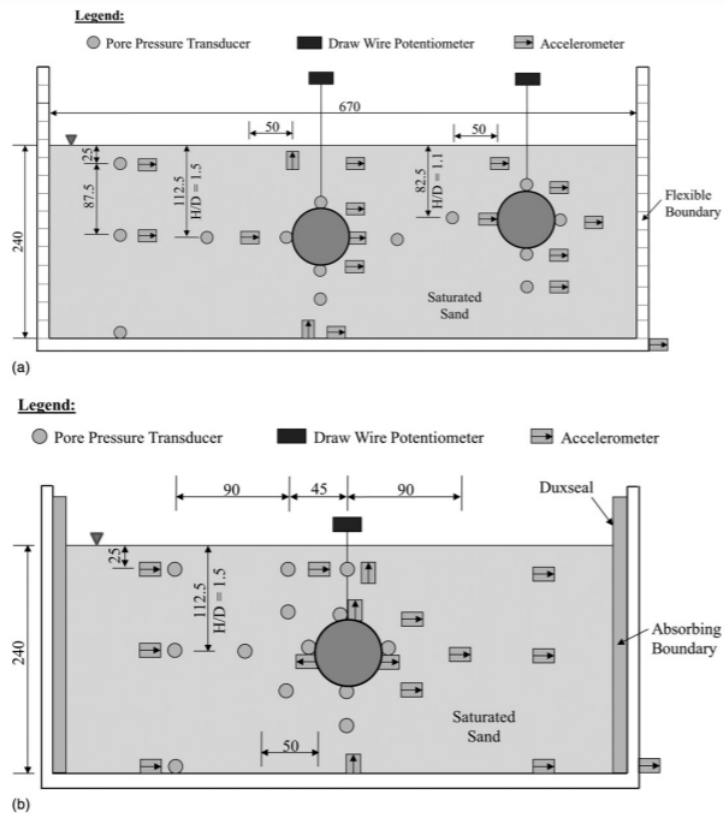 Legend:
Pore Pressure Transducer
Draw Wire Potentiometer
Accelerometer
670
50
50
25
87.5
112.5
H/D = 1.5
82.5
H/D = 1.1
240
Flexible
Boundary
Saturated
Sand
(a)
Legend:
Pore Pressure Transducer
Draw Wire Potentiometer
Accelerometer
90
45
90
Duxseal
25
112.5
H/D = 1.5
240
Absorbing
Boundary
Saturated
Sand
50
(b)